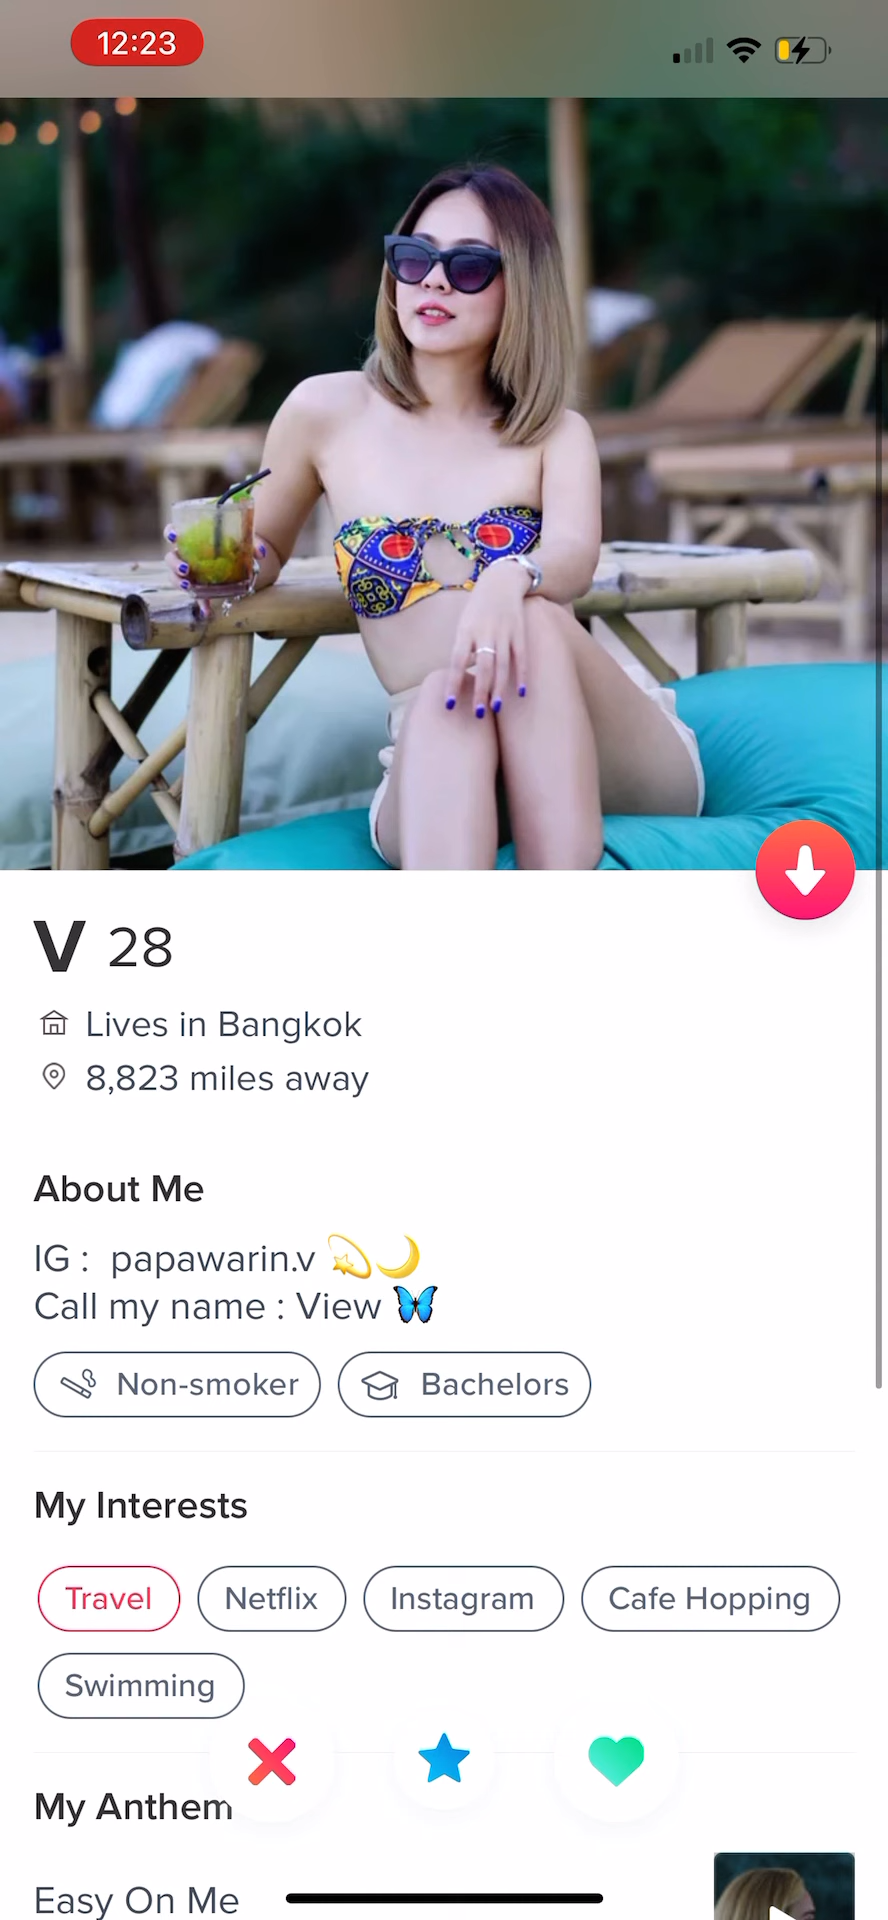 12:23
V 28
Lives in Bangkok
8,823 miles away
About Me
IG : papawarin.v 💫🌙
Call my name : View 🦋
Non-smoker Bachelors
My Interests
Travel Netflix Instagram Cafe Hopping
Swimming
My Anthem
Easy On Me